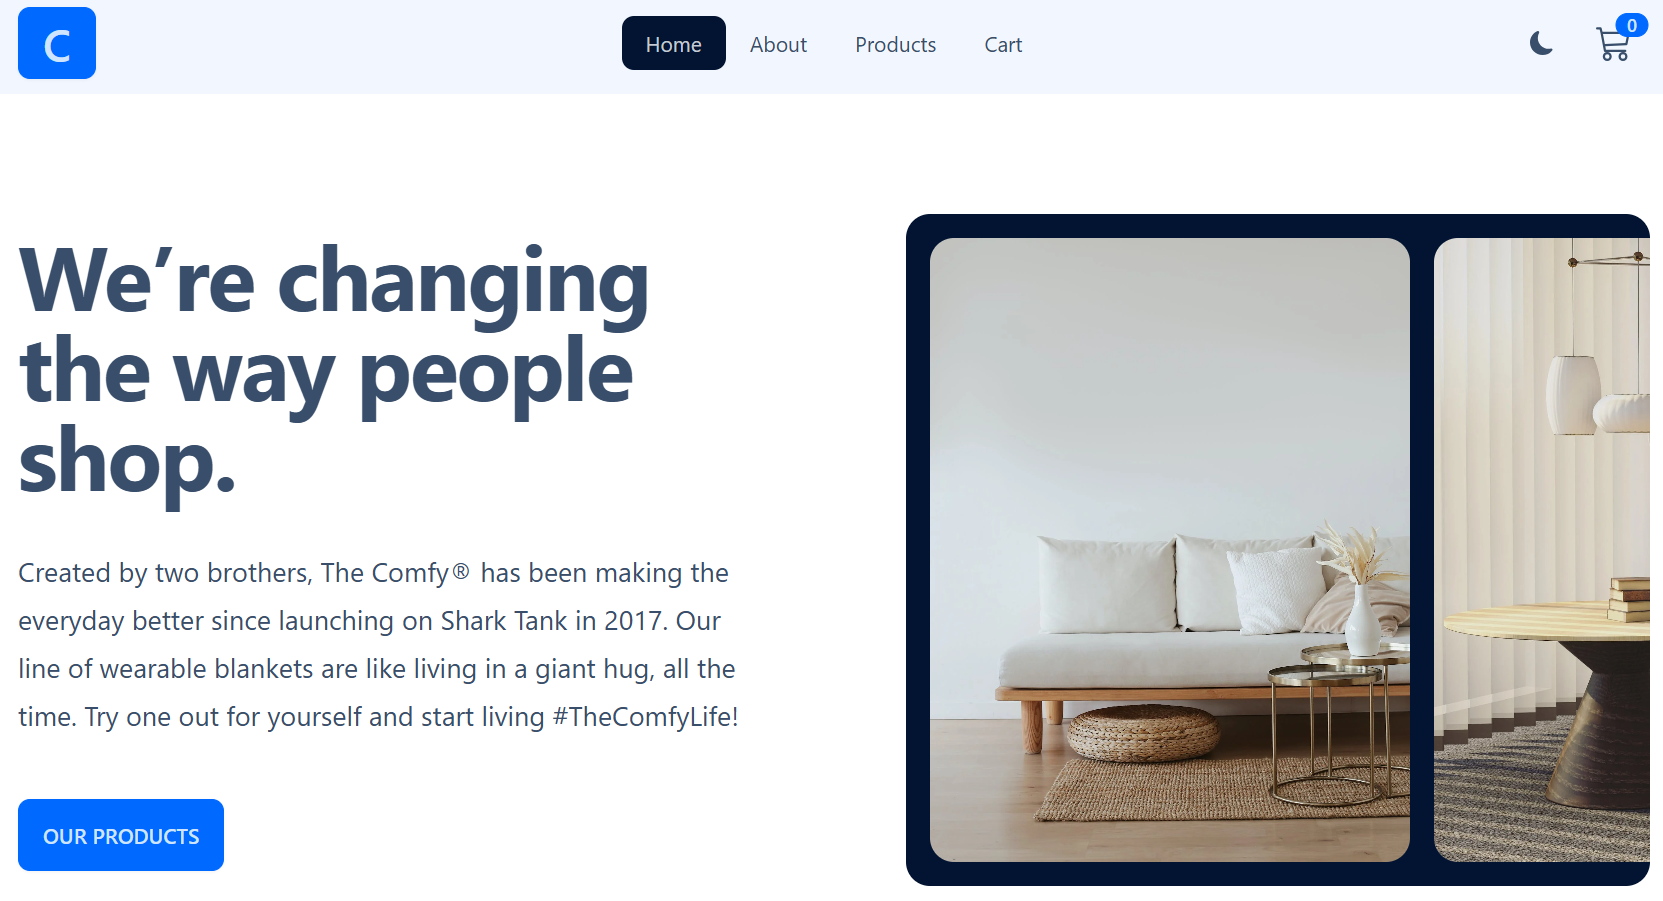 C
Home About Products Cart
0
We’re changing
the way people
shop.
Created by two brothers, The Comfy® has been making the
everyday better since launching on Shark Tank in 2017. Our
line of wearable blankets are like living in a giant hug, all the
time. Try one out for yourself and start living #TheComfyLife!
OUR PRODUCTS